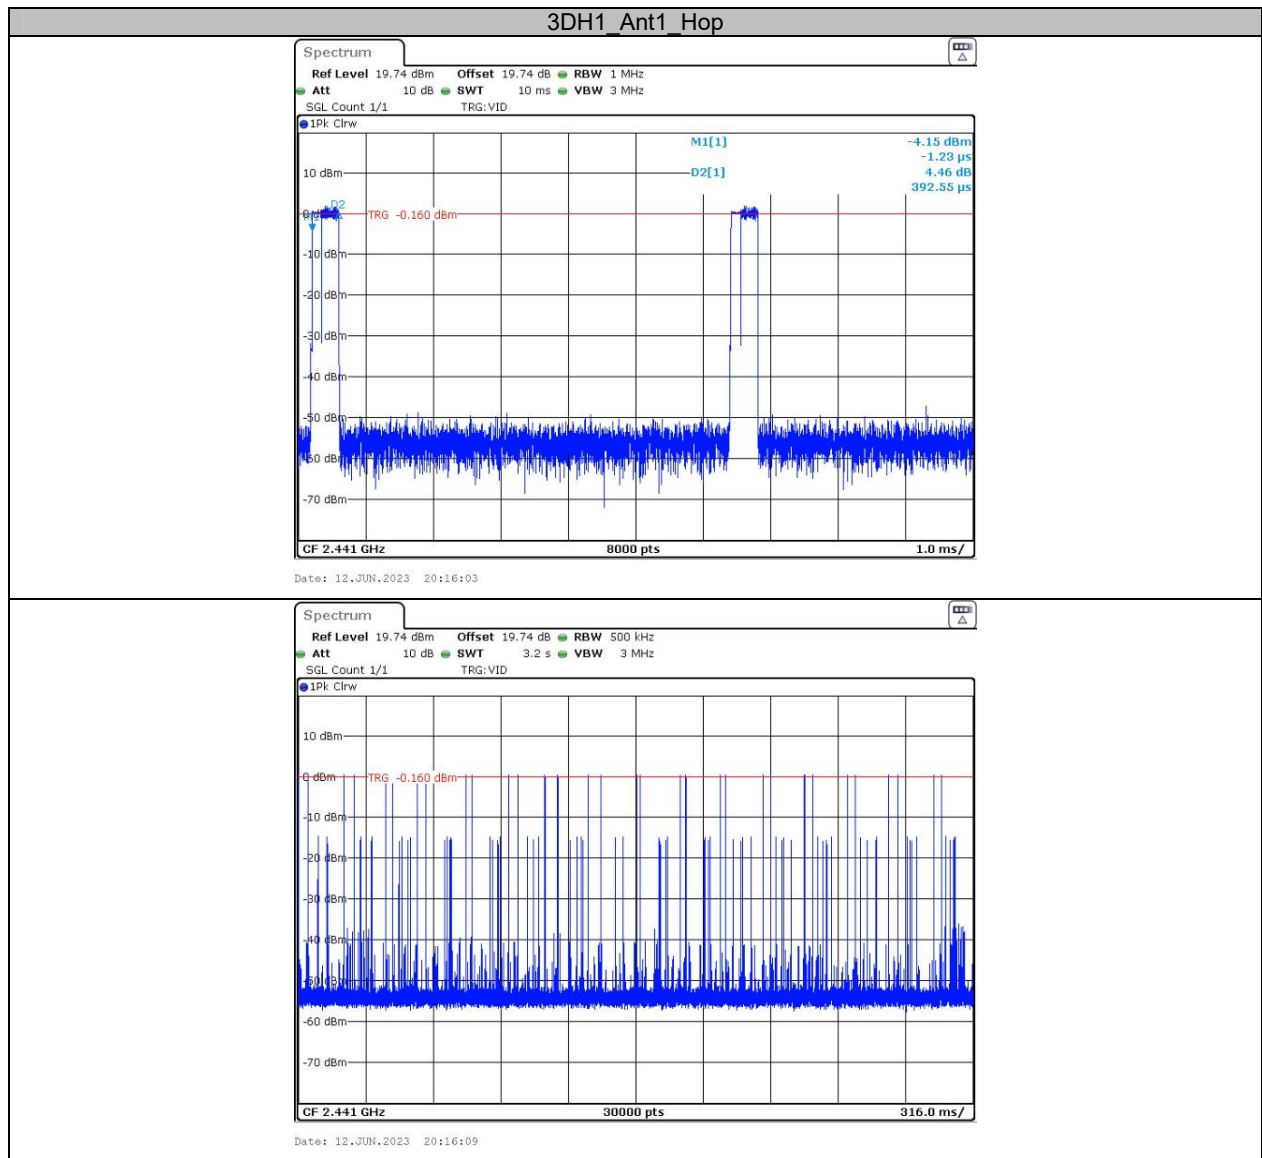 3DH1_Ant1_Hop
Spectrum
Ref Level 19.74 dBm Offset 19.74 dB RBW 1 MHz
Att 10 dB SWT 10 ms VBW 3 MHz
SGL Count 1/1 TRG:VID
1Pk Clrw
M1[1] -4.15 dBm
-1.23 µs
10 dBm D2[1] 4.46 dB
392.55 µs
D2
0 dBm TRG -0.160 dBm
-10 dBm
-20 dBm
-30 dBm
-40 dBm
-50 dBm
-60 dBm
-70 dBm
CF 2.441 GHz 8000 pts 1.0 ms/
Date: 12.JUN.2023 20:16:03
Spectrum
Ref Level 19.74 dBm Offset 19.74 dB RBW 500 kHz
Att 10 dB SWT 3.2 s VBW 3 MHz
SGL Count 1/1 TRG:VID
1Pk Clrw
10 dBm
0 dBm TRG -0.160 dBm
-10 dBm
-20 dBm
-30 dBm
-40 dBm
-50 dBm
-60 dBm
-70 dBm
CF 2.441 GHz 30000 pts 316.0 ms/
Date: 12.JUN.2023 20:16:09